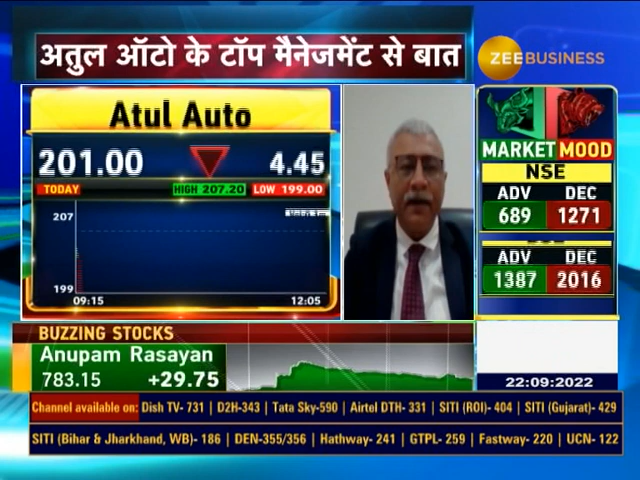 अतुल ऑटो के टॉप मैनेजमेंट से बात
ZEEBUSINESS
Atul Auto
201.00 4.45
TODAY HIGH 207.20 LOW 199.00
207
199
09:15 12:05
MARKET MOOD
NSE
ADV DEC
689 1271
ADV DEC
1387 2016
BUZZING STOCKS
Anupam Rasayan
783.15 +29.75
22:09:2022
Channel available on: Dish TV- 731 | D2H-343 | Tata Sky-590 | Airtel DTH- 331 | SITI (ROI)- 404 | SITI (Gujarat)- 429
SITI (Bihar & Jharkhand, WB)- 186 | DEN-355/356 | Hathway- 241 | GTPL- 259 | Fastway- 220 | UCN- 122